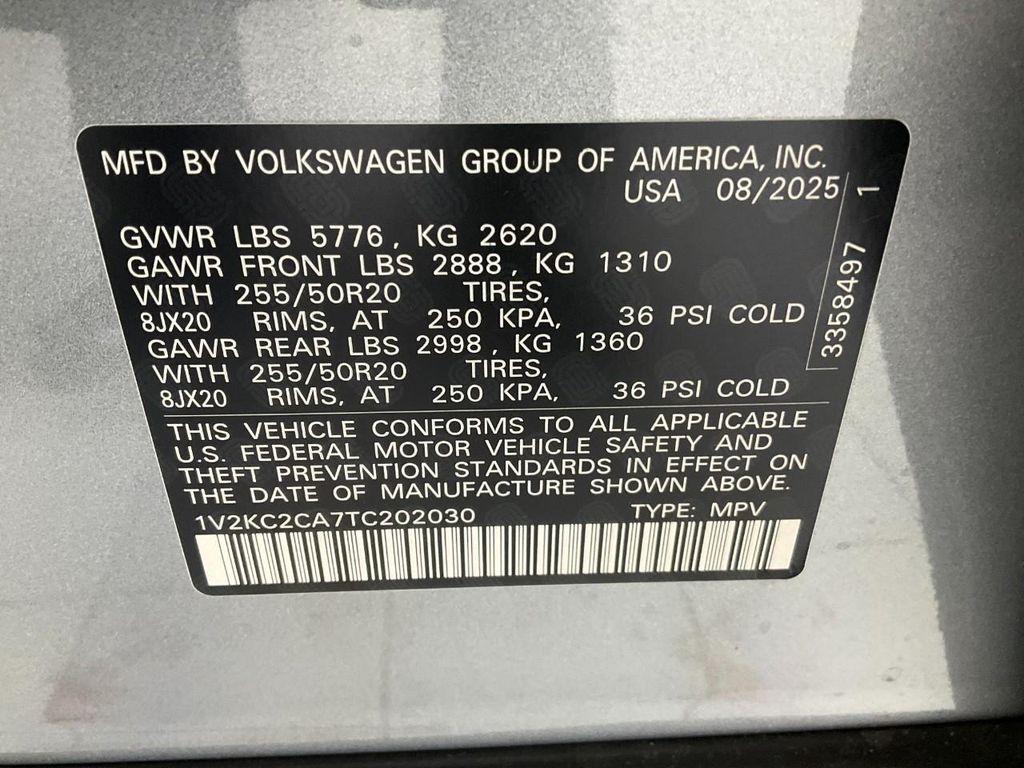 MFD BY VOLKSWAGEN GROUP OF AMERICA, INC.
USA 08/2025
GVWR LBS 5776, KG 2620
GAWR FRONT LBS 2888, KG 1310
WITH 255/50R20 TIRES,
8JX20 RIMS, AT 250 KPA, 36 PSI COLD
GAWR REAR LBS 2998, KG 1360
WITH 255/50R20 TIRES,
8JX20 RIMS, AT 250 KPA, 36 PSI COLD
3358497 1
THIS VEHICLE CONFORMS TO ALL APPLICABLE
U.S. FEDERAL MOTOR VEHICLE SAFETY AND
THEFT PREVENTION STANDARDS IN EFFECT ON
THE DATE OF MANUFACTURE SHOWN ABOVE.
1V2KC2CA7TC202030 TYPE: MPV